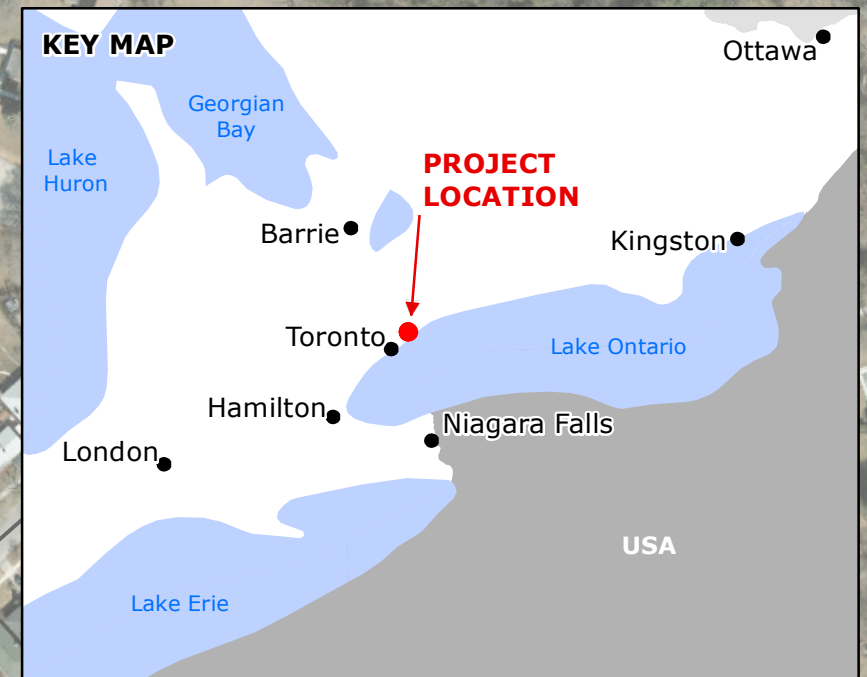 KEY MAP
Ottawa
Georgian
Bay
Lake
Huron
PROJECT
LOCATION
Barrie
Kingston
Toronto
Lake Ontario
Hamilton
Niagara Falls
London
USA
Lake Erie